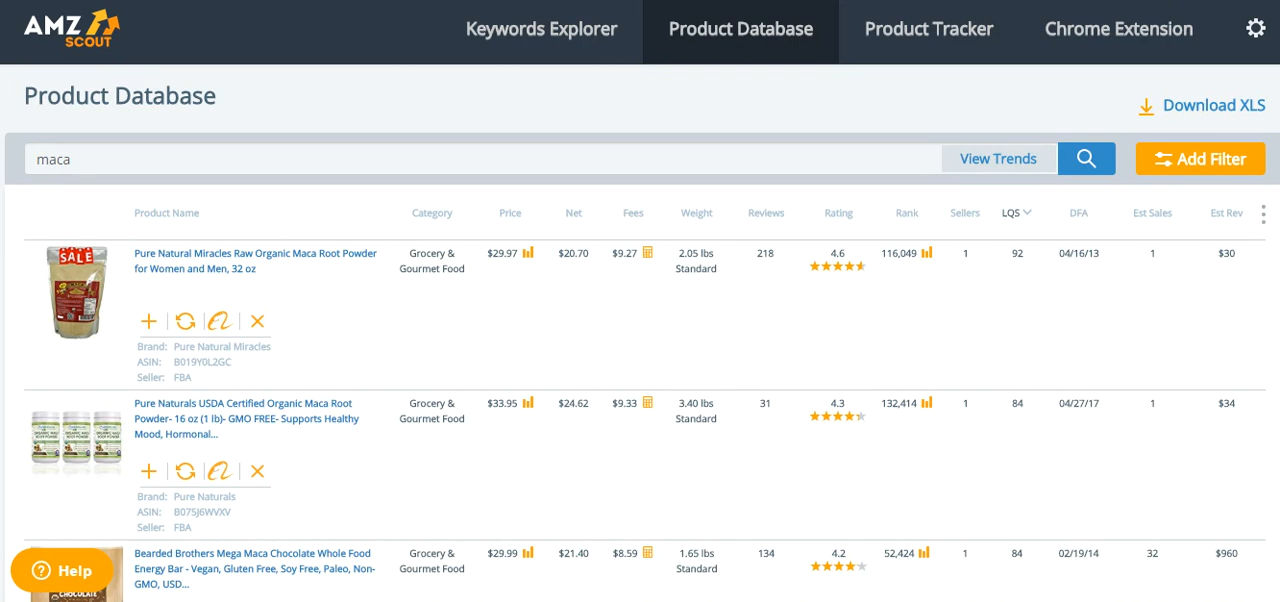 AMZ SCOUT
Keywords Explorer
Product Database
Product Tracker
Chrome Extension
Product Database
Download XLS
maca
View Trends
Add Filter
Product Name Category Price Net Fees Weight Reviews Rating Rank Sellers LQS DFA Est Sales Est Rev
SALE
Pure Natural Miracles Raw Organic Maca Root Powder Grocery & $29.97 $20.70 $9.27 2.05 lbs 218 4.6 116,049 1 92 04/16/13 1 $30
for Women and Men, 32 oz Gourmet Food Standard
Brand: Pure Natural Miracles
ASIN: B019Y0L2GC
Seller: FBA
Pure Naturals USDA Certified Organic Maca Root Grocery & $33.95 $24.62 $9.33 3.40 lbs 31 4.3 132,414 1 84 04/27/17 1 $34
Powder- 16 oz (1 lb)- GMO FREE- Supports Healthy Gourmet Food Standard
Mood, Hormonal...
Brand: Pure Naturals
ASIN: B075J6WVXV
Seller: FBA
Bearded Brothers Mega Maca Chocolate Whole Food Grocery & $29.99 $21.40 $8.59 1.65 lbs 134 4.2 52,424 1 84 02/19/14 32 $960
Energy Bar - Vegan, Gluten Free, Soy Free, Paleo, Non- Gourmet Food Standard
GMO, USD...
Help
CHOCOLATE